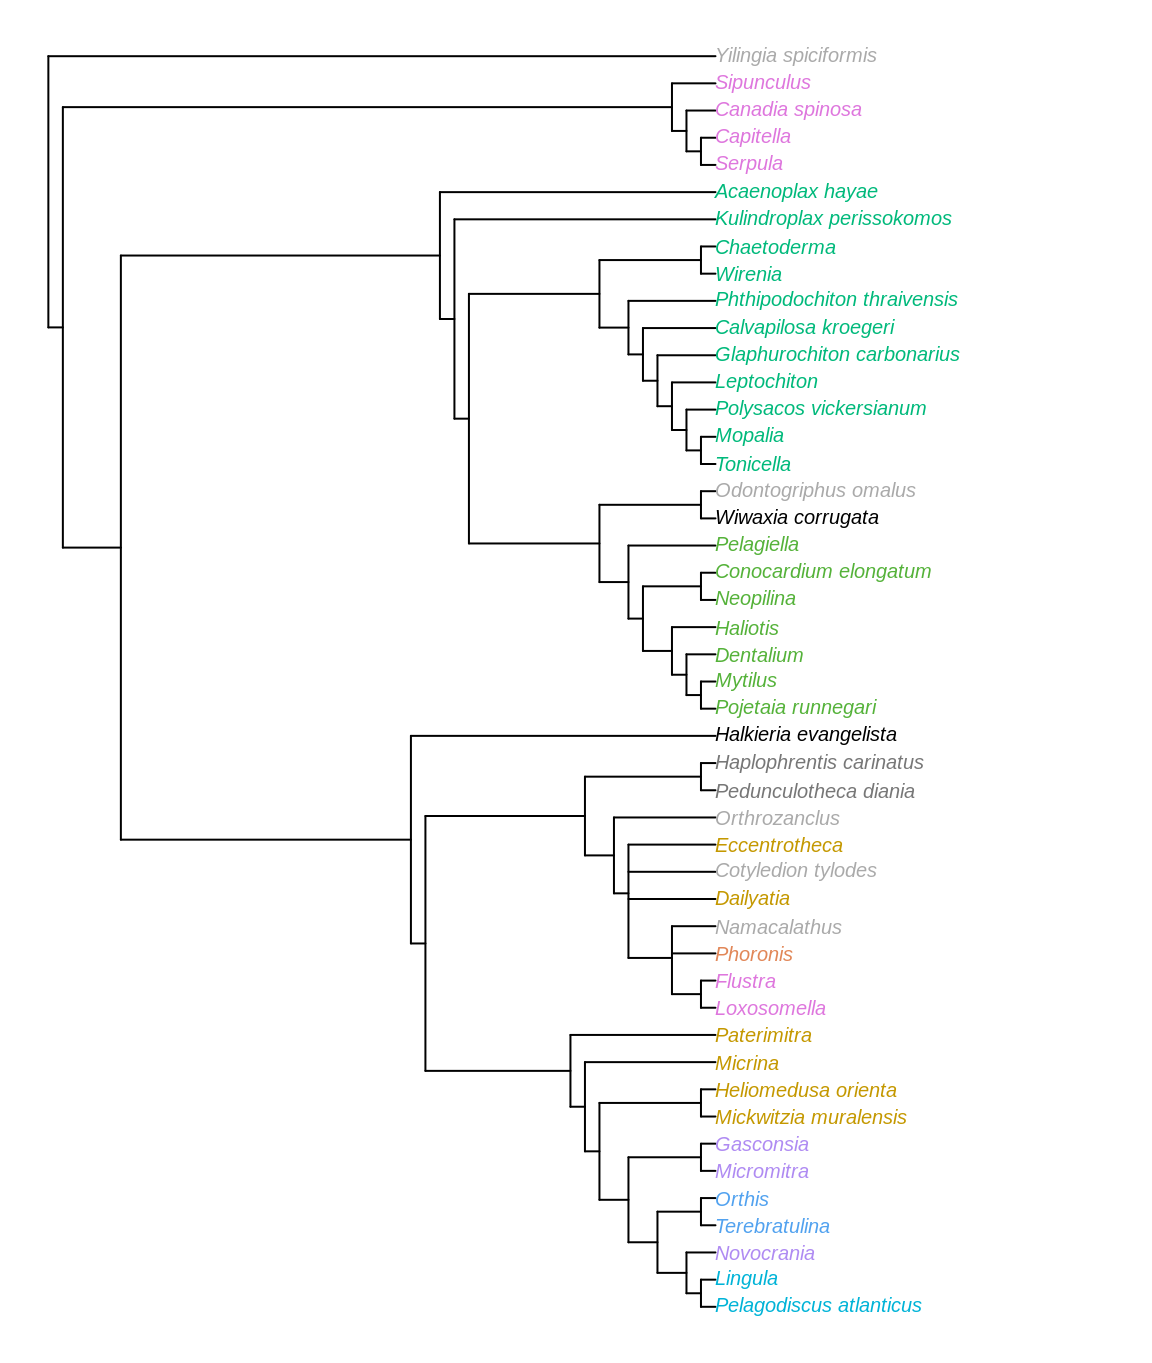 Yilingia spiciformis
Sipunculus
Canadia spinosa
Capitella
Serpula
Acaenoplax hayae
Kulindroplax perissokomos
Chaetoderma
Wirenia
Phthipodochiton thraivensis
Calvapilosa kroegeri
Glaphurochiton carbonarius
Leptochiton
Polysacos vickersianum
Mopalia
Tonicella
Odontogriphus omalus
Wiwaxia corrugata
Pelagiella
Conocardium elongatum
Neopilina
Haliotis
Dentalium
Mytilus
Pojetaia runnegari
Halkieria evangelista
Haplophrentis carinatus
Pedunculotheca diania
Orthrozanclus
Eccentrotheca
Cotyledion tylodes
Dailyatia
Namacalathus
Phoronis
Flustra
Loxosomella
Paterimitra
Micrina
Heliomedusa orienta
Mickwitzia muralensis
Gasconsia
Micromitra
Orthis
Terebratulina
Novocrania
Lingula
Pelagodiscus atlanticus